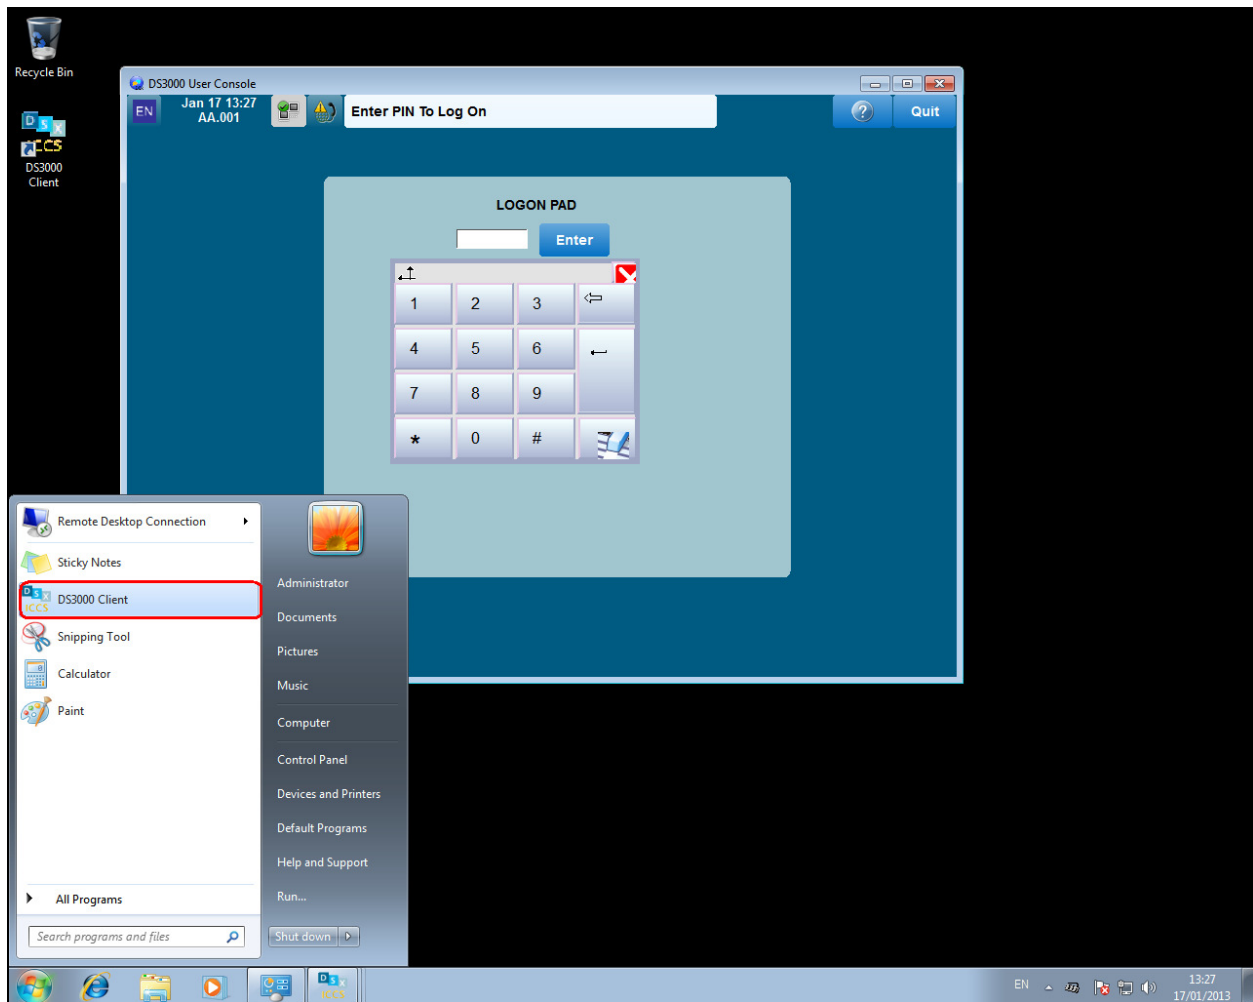 Recycle Bin
D S X
ICCS
DS3000
Client
DS3000 User Console
EN
Jan 17 13:27
AA.001
Enter PIN To Log On
?
Quit
LOGON PAD
Enter
1 2 3
4 5 6
7 8 9
* 0 #
Remote Desktop Connection
Sticky Notes
D S X
ICCS
DS3000 Client
Snipping Tool
Calculator
Paint
All Programs
Search programs and files
Administrator
Documents
Pictures
Music
Computer
Control Panel
Devices and Printers
Default Programs
Help and Support
Run...
Shut down
D S X
ICCS
EN
13:27
17/01/2013